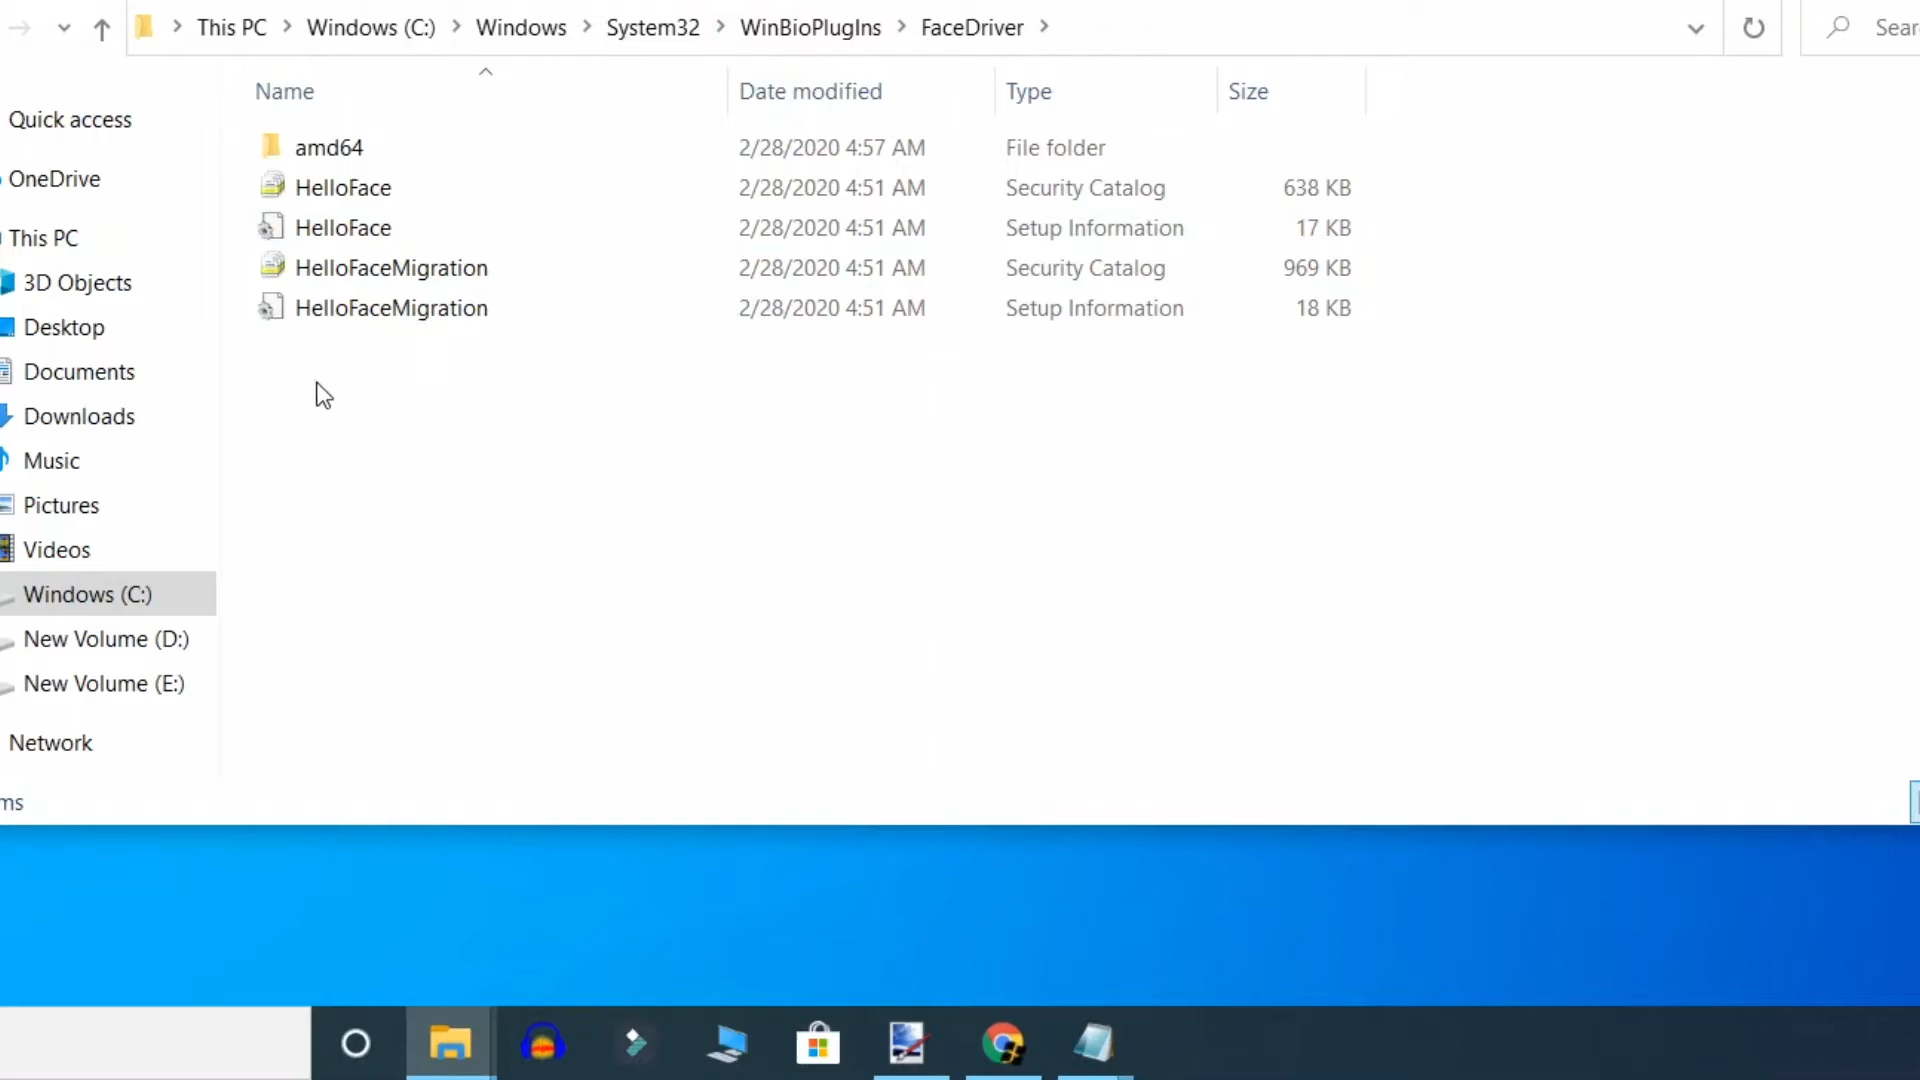 This PC > Windows (C:) > Windows > System32 > WinBioPlugIns > FaceDriver >
Sear
Name Date modified Type Size
Quick access
OneDrive
This PC
3D Objects
Desktop
Documents
Downloads
Music
Pictures
Videos
Windows (C:)
New Volume (D:)
New Volume (E:)
Network
amd64 2/28/2020 4:57 AM File folder
HelloFace 2/28/2020 4:51 AM Security Catalog 638 KB
HelloFace 2/28/2020 4:51 AM Setup Information 17 KB
HelloFaceMigration 2/28/2020 4:51 AM Security Catalog 969 KB
HelloFaceMigration 2/28/2020 4:51 AM Setup Information 18 KB
ms